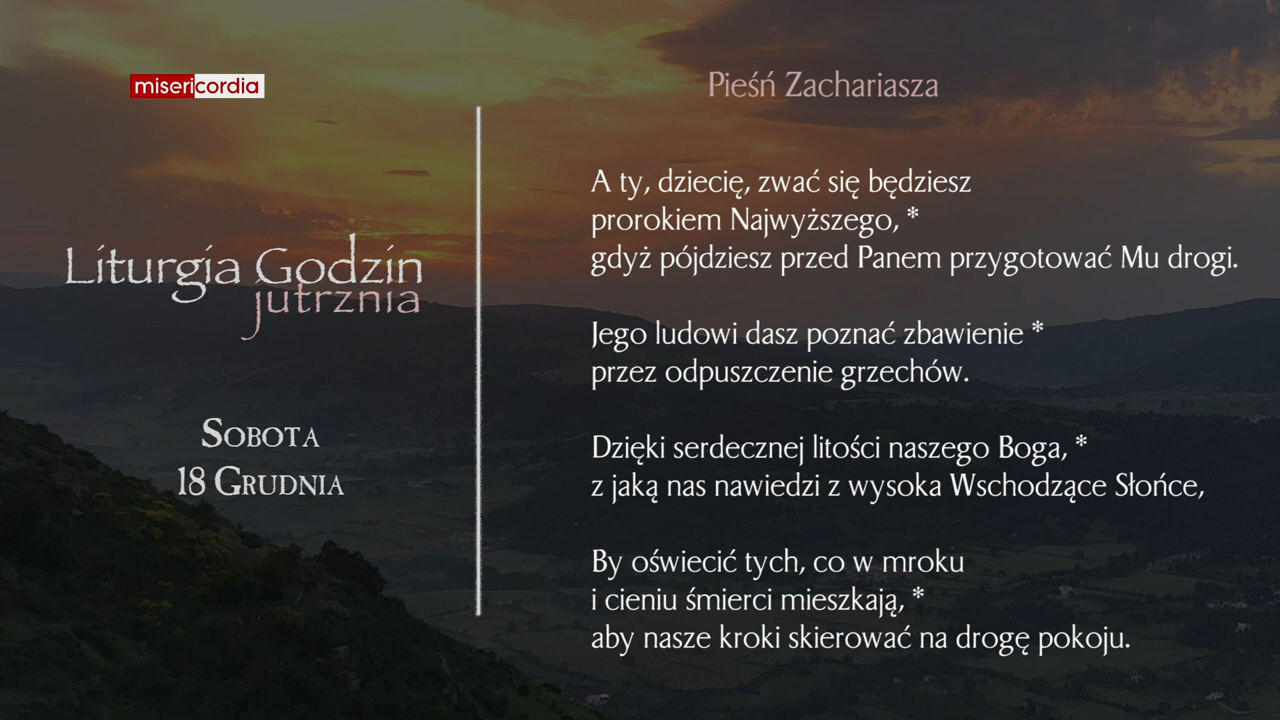 misericordia
Liturgia Godzin
jutrznia
Sobota
18 Grudnia
Pieśń Zachariasza
A ty, dziecię, zwać się będziesz
prorokiem Najwyższego, *
gdyż pójdziesz przed Panem przygotować Mu drogi.
Jego ludowi dasz poznać zbawienie *
przez odpuszczenie grzechów.
Dzięki serdecznej litości naszego Boga, *
z jaką nas nawiedzi z wysoka Wschodzące Słońce,
By oświecić tych, co w mroku
i cieniu śmierci mieszkają, *
aby nasze kroki skierować na drogę pokoju.